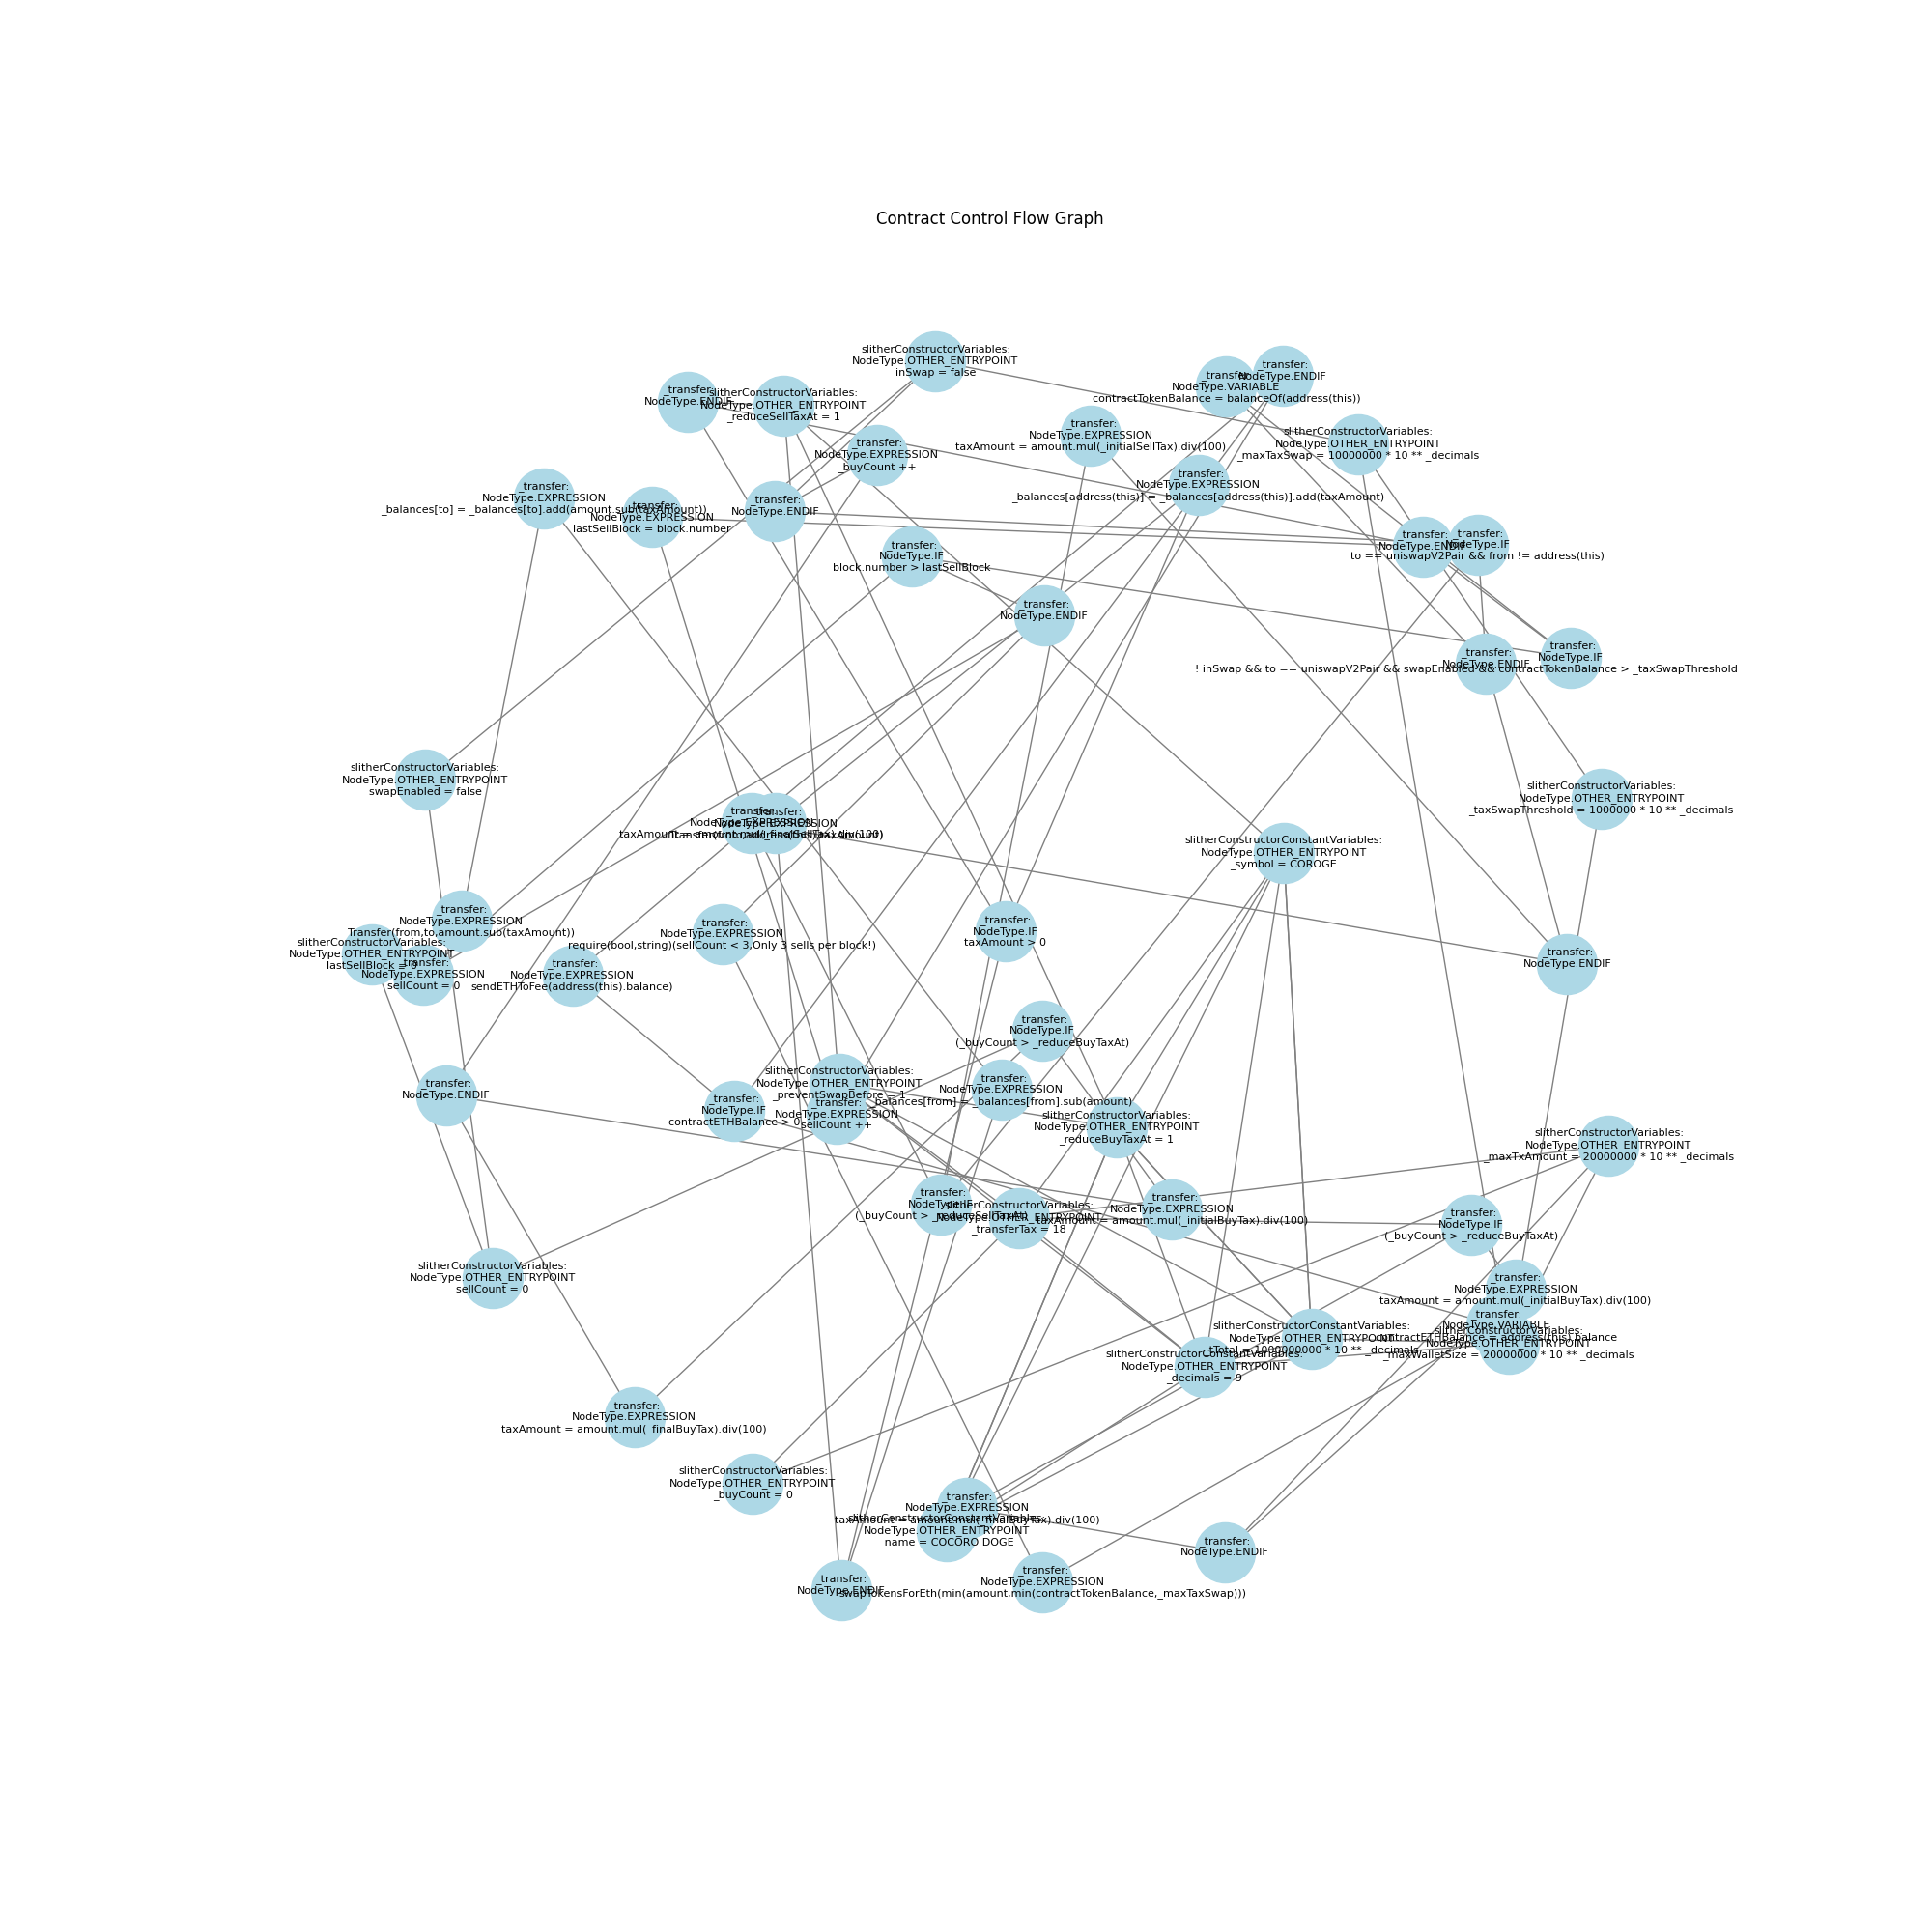 Contract Control Flow Graph
slitherConstructorVariables:
NodeType.OTHER_ENTRYPOINT
inSwap = false
_transfer:
NodeType.ENDIF
slitherConstructorVariables:
NodeType.OTHER_ENTRYPOINT
_reduceSellTaxAt = 1
_transfer:
NodeType.VARIABLE
contractTokenBalance = balanceOf(address(this))
_transfer:
NodeType.ENDIF
_transfer:
NodeType.EXPRESSION
_buyCount ++
_transfer:
NodeType.EXPRESSION
taxAmount = amount.mul(_initialSellTax).div(100)
slitherConstructorVariables:
NodeType.OTHER_ENTRYPOINT
_maxTaxSwap = 10000000 * 10 ** _decimals
_transfer:
NodeType.EXPRESSION
_balances[to] = _balances[to].add(amount.sub(taxAmount))
_transfer:
NodeType.EXPRESSION
lastSellBlock = block.number
_transfer:
NodeType.ENDIF
_transfer:
NodeType.EXPRESSION
_balances[address(this)] = _balances[address(this)].add(taxAmount)
_transfer:
NodeType.IF
block.number > lastSellBlock
_transfer:
NodeType.ENDIF
_transfer:
NodeType.IF
to == uniswapV2Pair && from != address(this)
_transfer:
NodeType.ENDIF
_transfer:
NodeType.ENDIF
_transfer:
NodeType.IF
! inSwap && to == uniswapV2Pair && swapEnabled && contractTokenBalance > _taxSwapThreshold
slitherConstructorVariables:
NodeType.OTHER_ENTRYPOINT
swapEnabled = false
slitherConstructorVariables:
NodeType.OTHER_ENTRYPOINT
_taxSwapThreshold = 1000000 * 10 ** _decimals
_transfer:
NodeType.EXPRESSION
taxAmount = amount.mul(_finalSellTax).div(100)
_transfer:
NodeType.EXPRESSION
Transfer(from,address(this),taxAmount)
slitherConstructorConstantVariables:
NodeType.OTHER_ENTRYPOINT
_symbol = COROGE
_transfer:
NodeType.EXPRESSION
Transfer(from,to,amount.sub(taxAmount))
slitherConstructorVariables:
NodeType.OTHER_ENTRYPOINT
lastSellBlock = 0
_transfer:
NodeType.EXPRESSION
sellCount = 0
_transfer:
NodeType.EXPRESSION
require(bool,string)(sellCount < 3,Only 3 sells per block!)
_transfer:
NodeType.EXPRESSION
sendETHToFee(address(this).balance)
_transfer:
NodeType.IF
taxAmount > 0
_transfer:
NodeType.ENDIF
_transfer:
NodeType.IF
(_buyCount > _reduceBuyTaxAt)
_transfer:
NodeType.ENDIF
slitherConstructorVariables:
NodeType.OTHER_ENTRYPOINT
_preventSwapBefore = 1
_transfer:
NodeType.EXPRESSION
sellCount ++
_transfer:
NodeType.IF
contractETHBalance > 0
_transfer:
NodeType.EXPRESSION
_balances[from] = _balances[from].sub(amount)
slitherConstructorVariables:
NodeType.OTHER_ENTRYPOINT
_reduceBuyTaxAt = 1
slitherConstructorVariables:
NodeType.OTHER_ENTRYPOINT
_maxTxAmount = 20000000 * 10 ** _decimals
_transfer:
NodeType.IF
(_buyCount > _reduceSellTaxAt)
slitherConstructorVariables:
NodeType.OTHER_ENTRYPOINT
_transferTax = 18
_transfer:
NodeType.EXPRESSION
taxAmount = amount.mul(_initialBuyTax).div(100)
_transfer:
NodeType.IF
(_buyCount > _reduceBuyTaxAt)
slitherConstructorVariables:
NodeType.OTHER_ENTRYPOINT
sellCount = 0
_transfer:
NodeType.EXPRESSION
taxAmount = amount.mul(_initialBuyTax).div(100)
_transfer:
NodeType.VARIABLE
contractETHBalance = address(this).balance
slitherConstructorVariables:
NodeType.OTHER_ENTRYPOINT
_maxWalletSize = 20000000 * 10 ** _decimals
slitherConstructorConstantVariables:
NodeType.OTHER_ENTRYPOINT
_tTotal = 1000000000 * 10 ** _decimals
slitherConstructorConstantVariables:
NodeType.OTHER_ENTRYPOINT
_decimals = 9
_transfer:
NodeType.EXPRESSION
taxAmount = amount.mul(_finalBuyTax).div(100)
slitherConstructorVariables:
NodeType.OTHER_ENTRYPOINT
_buyCount = 0
_transfer:
NodeType.EXPRESSION
taxAmount = amount.mul(_finalBuyTax).div(100)
slitherConstructorConstantVariables:
NodeType.OTHER_ENTRYPOINT
_name = COCORO DOGE
_transfer:
NodeType.ENDIF
_transfer:
NodeType.ENDIF
_transfer:
NodeType.EXPRESSION
swapTokensForEth(min(amount,min(contractTokenBalance,_maxTaxSwap)))